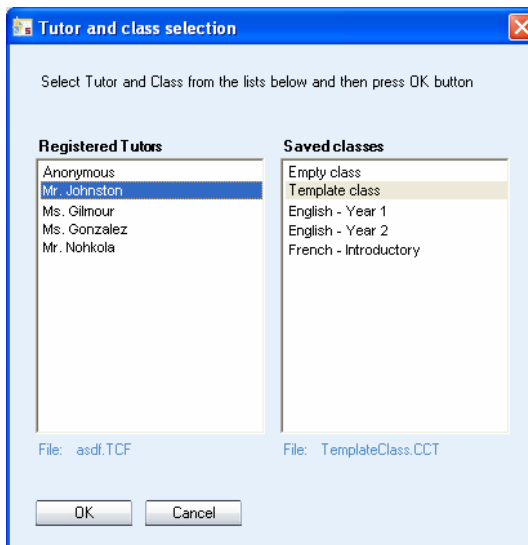 Tutor and class selection
Select Tutor and Class from the lists below and then press OK button
Registered Tutors
Anonymous
Mr. Johnston
Ms. Gilmour
Ms. Gonzalez
Mr. Nohkola
File: asdf.TCF
Saved classes
Empty class
Template class
English - Year 1
English - Year 2
French - Introductory
File: TemplateClass.CCT
OK
Cancel